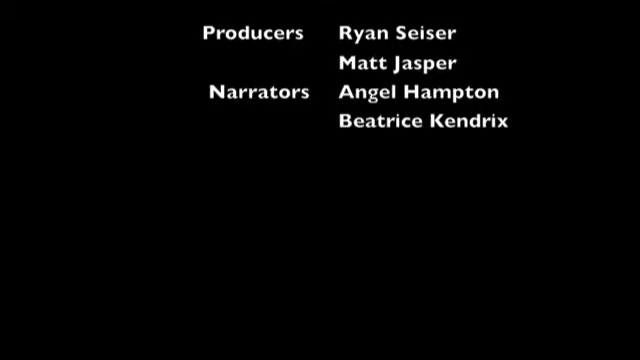 Producers Ryan Seiser
Matt Jasper
Narrators Angel Hampton
Beatrice Kendrix